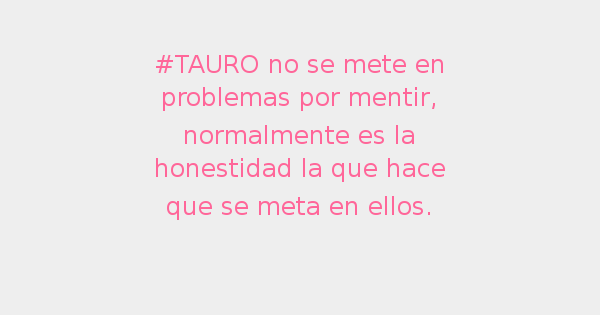 #TAURO no se mete en
problemas por mentir,
normalmente es la
honestidad la que hace
que se meta en ellos.